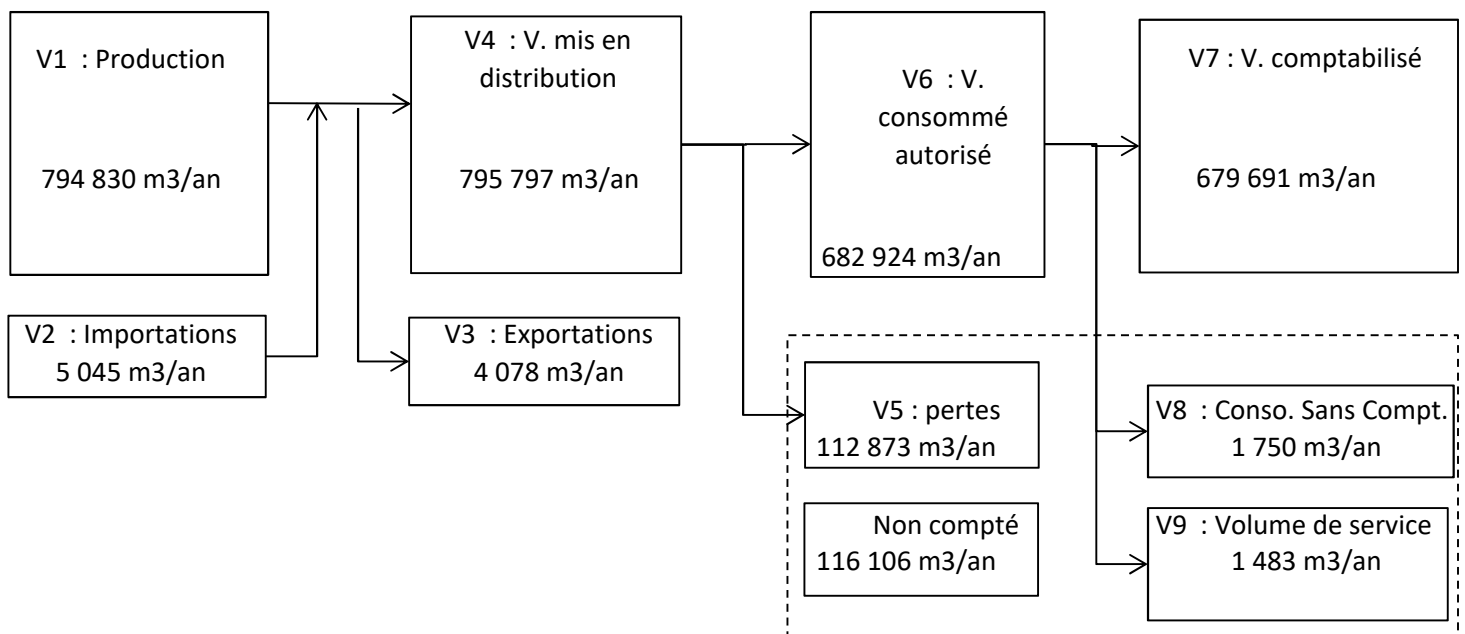 V1 : Production
794 830 m3/an
V2 : Importations
5 045 m3/an
V4 : V. mis en
distribution
795 797 m3/an
V3 : Exportations
4 078 m3/an
V6 : V.
consommé
autorisé
682 924 m3/an
V5 : pertes
112 873 m3/an
Non compté
116 106 m3/an
V7 : V. comptabilisé
679 691 m3/an
V8 : Conso. Sans Compt.
1 750 m3/an
V9 : Volume de service
1 483 m3/an